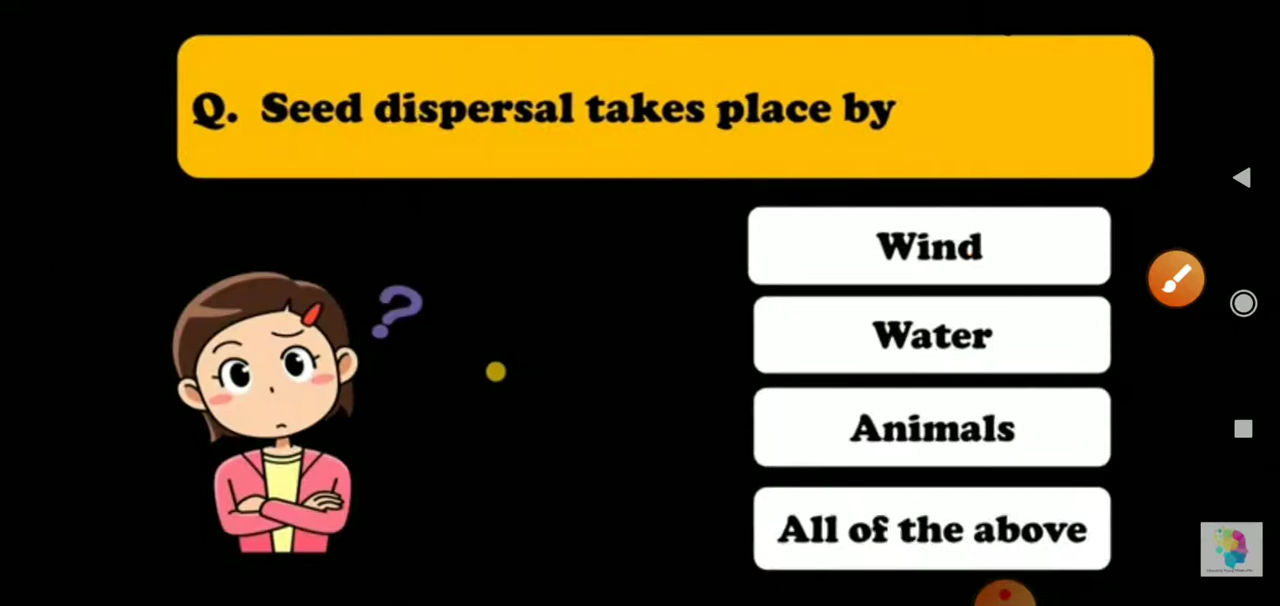 Q. Seed dispersal takes place by
Wind
Water
Animals
All of the above